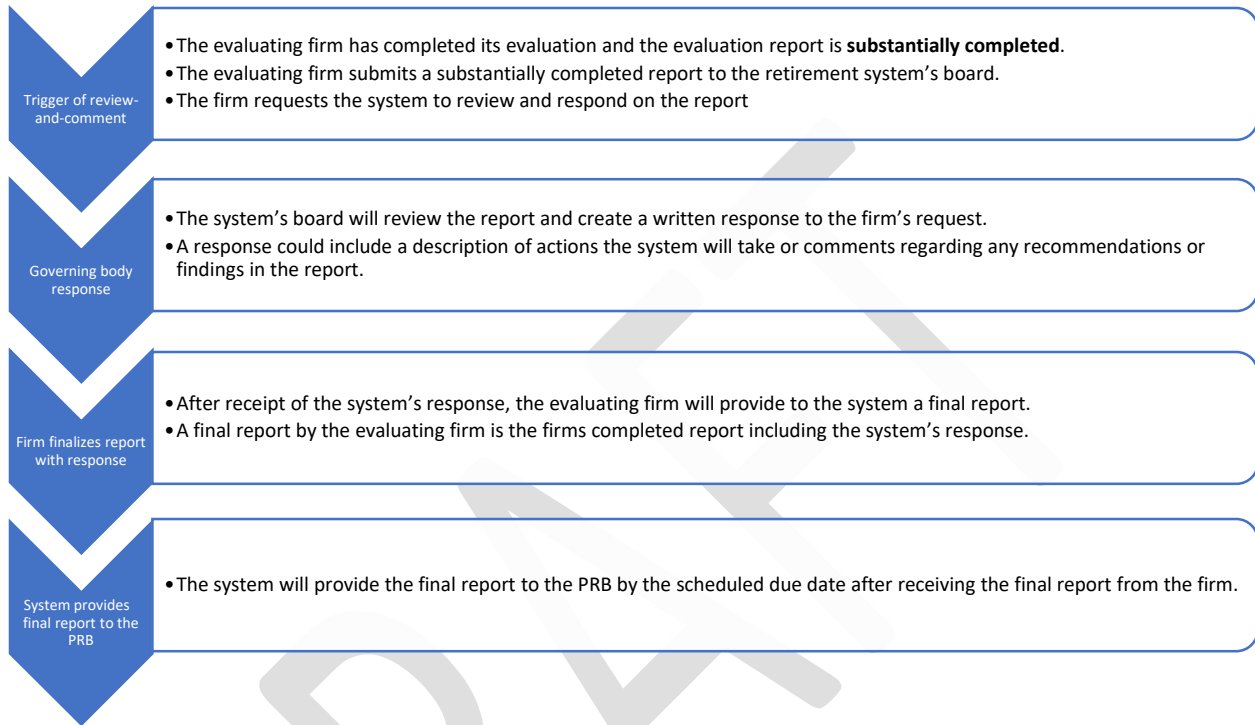 Trigger of review-
and-comment
• The evaluating firm has completed its evaluation and the evaluation report is substantially completed.
• The evaluating firm submits a substantially completed report to the retirement system's board.
• The firm requests the system to review and respond on the report
Governing body
response
• The system's board will review the report and create a written response to the firm's request.
• A response could include a description of actions the system will take or comments regarding any recommendations or
findings in the report.
Firm finalizes report
with response
• After receipt of the system's response, the evaluating firm will provide to the system a final report.
• A final report by the evaluating firm is the firms completed report including the system's response.
System provides
final report to the
PRB
• The system will provide the final report to the PRB by the scheduled due date after receiving the final report from the firm.
DRAFT